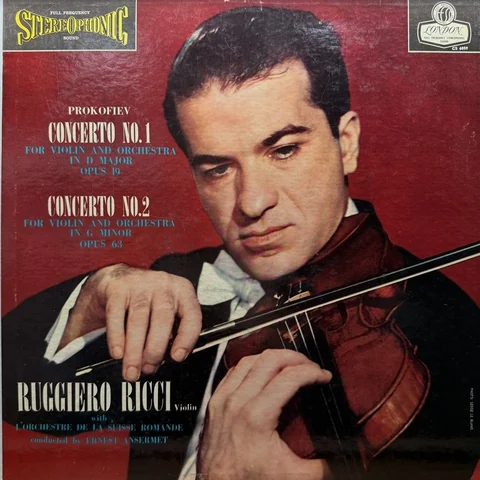 FULL FREQUENCY
STEREOPHONIC
SOUND
LONDON
PROKOFIEV
CONCERTO NO.1
FOR VIOLIN AND ORCHESTRA
IN D MAJOR
OPUS 19
CONCERTO NO.2
FOR VIOLIN AND ORCHESTRA
IN G MINOR
OPUS 63
RUGGIERO RICCI Violin
with
L'ORCHESTRE DE LA SUISSE ROMANDE
conducted by ERNEST ANSERMET